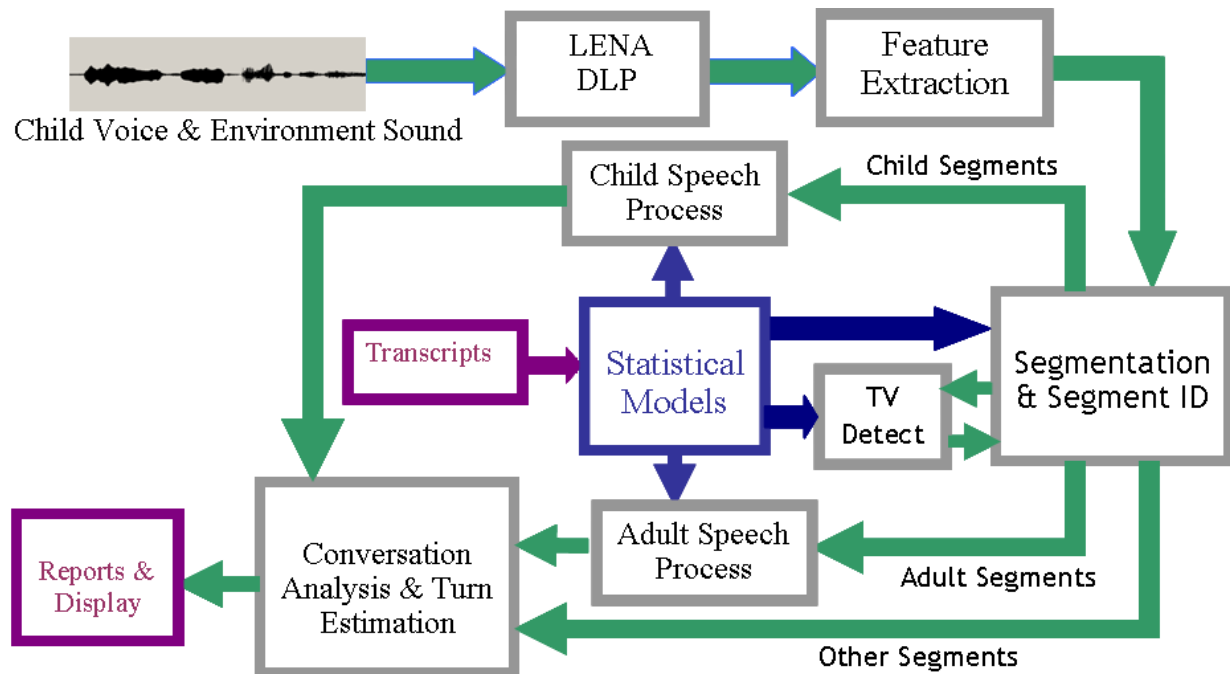 LENA
DLP
Feature
Extraction
Child Voice & Environment Sound
Child Segments
Child Speech
Process
Transcripts
Statistical
Models
TV
Detect
Segmentation
& Segment ID
Adult Speech
Process
Adult Segments
Conversation
Analysis & Turn
Estimation
Reports &
Display
Other Segments